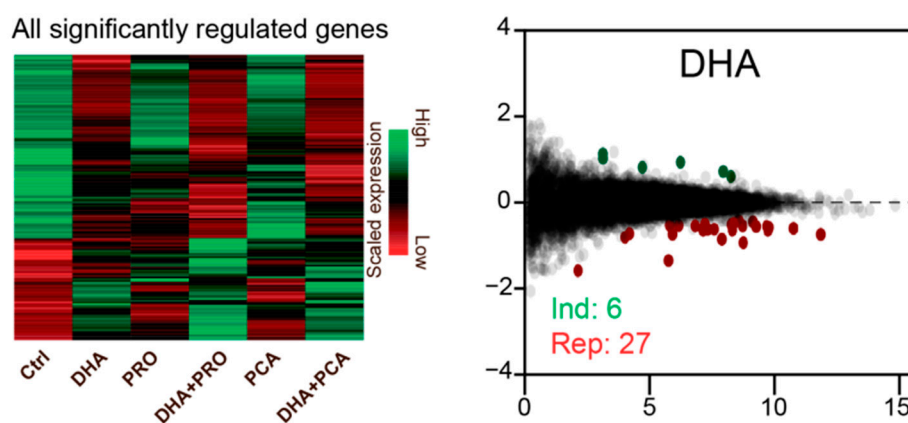 All significantly regulated genes
High
Scaled expression
Low
Ctrl
DHA
PRO
DHA+PRO
PCA
DHA+PCA
4
2
0
−2
−4
DHA
Ind: 6
Rep: 27
0
5
10
15